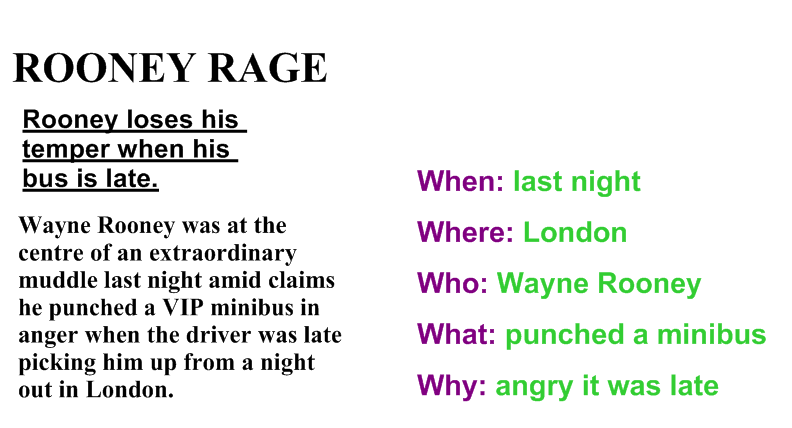 ROONEY RAGE
Rooney loses his
temper when his
bus is late.
Wayne Rooney was at the
centre of an extraordinary
muddle last night amid claims
he punched a VIP minibus in
anger when the driver was late
picking him up from a night
out in London.
When: last night
Where: London
Who: Wayne Rooney
What: punched a minibus
Why: angry it was late